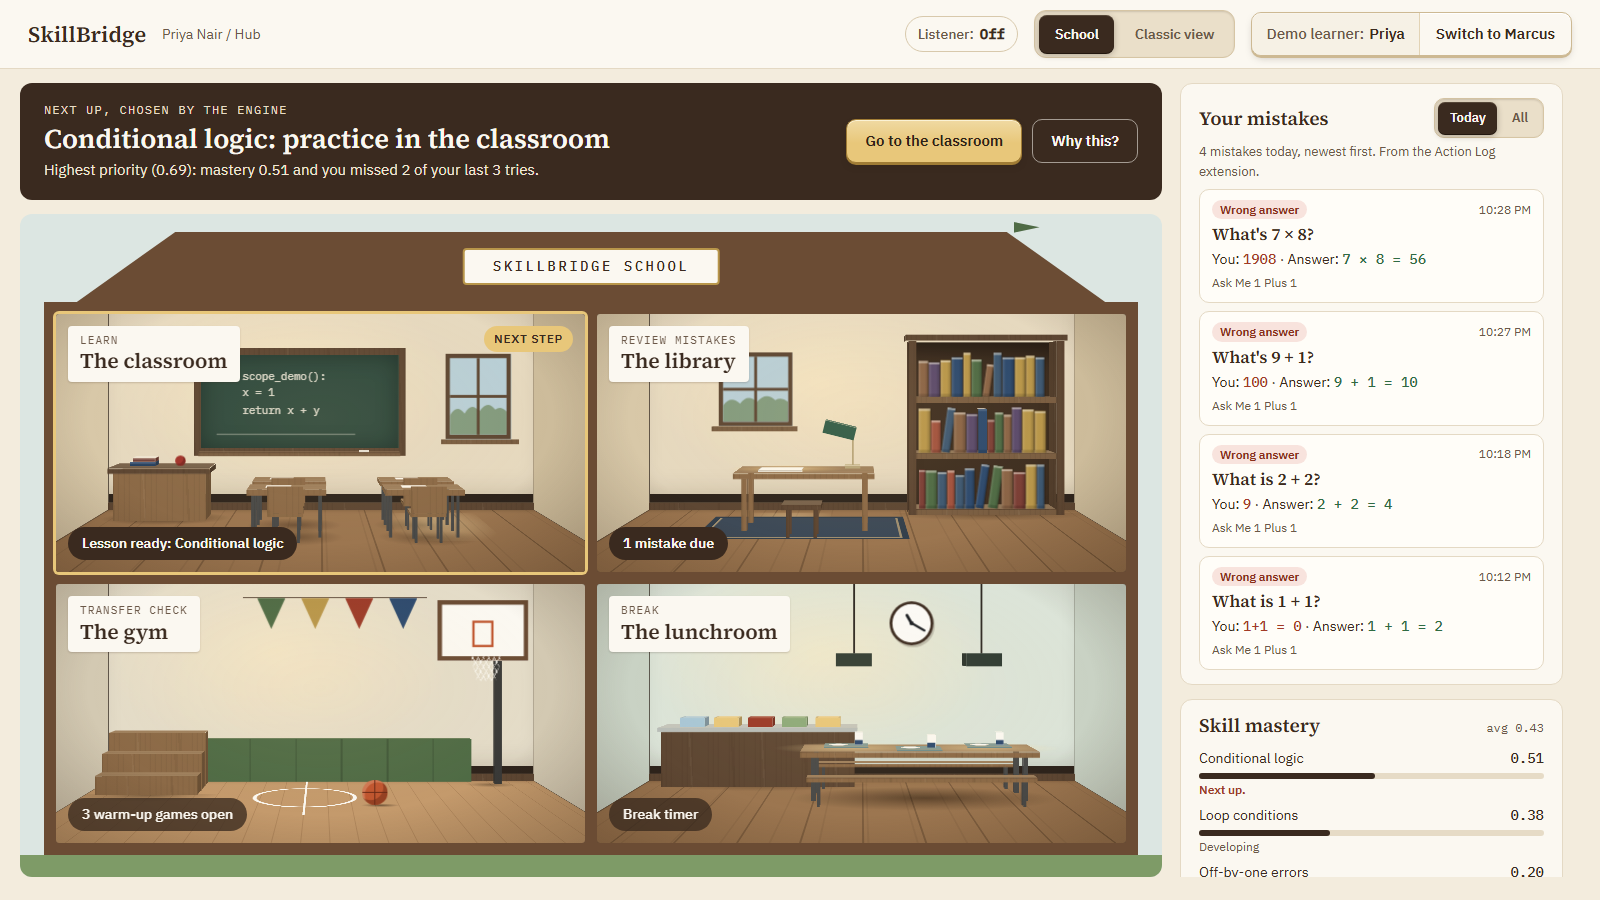 SkillBridge
Priya Nair / Hub
Listener: Off
School
Classic view
Demo learner: Priya
Switch to Marcus
NEXT UP, CHOSEN BY THE ENGINE
Conditional logic: practice in the classroom
Highest priority (0.69): mastery 0.51 and you missed 2 of your last 3 tries.
Go to the classroom
Why this?
SKILLBRIDGE SCHOOL
LEARN
The classroom
NEXT STEP
scope_demo():
x = 1
return x + y
Lesson ready: Conditional logic
REVIEW MISTAKES
The library
1 mistake due
TRANSFER CHECK
The gym
3 warm-up games open
BREAK
The lunchroom
Break timer
Your mistakes
Today
All
4 mistakes today, newest first. From the Action Log
extension.
Wrong answer
10:28 PM
What's 7 × 8?
You: 1908 · Answer: 7 × 8 = 56
Ask Me 1 Plus 1
Wrong answer
10:27 PM
What's 9 + 1?
You: 100 · Answer: 9 + 1 = 10
Ask Me 1 Plus 1
Wrong answer
10:18 PM
What is 2 + 2?
You: 9 · Answer: 2 + 2 = 4
Ask Me 1 Plus 1
Wrong answer
10:12 PM
What is 1 + 1?
You: 1+1 = 0 · Answer: 1 + 1 = 2
Ask Me 1 Plus 1
Skill mastery
avg 0.43
Conditional logic
0.51
Next up.
Loop conditions
0.38
Developing
Off-by-one errors
0.20